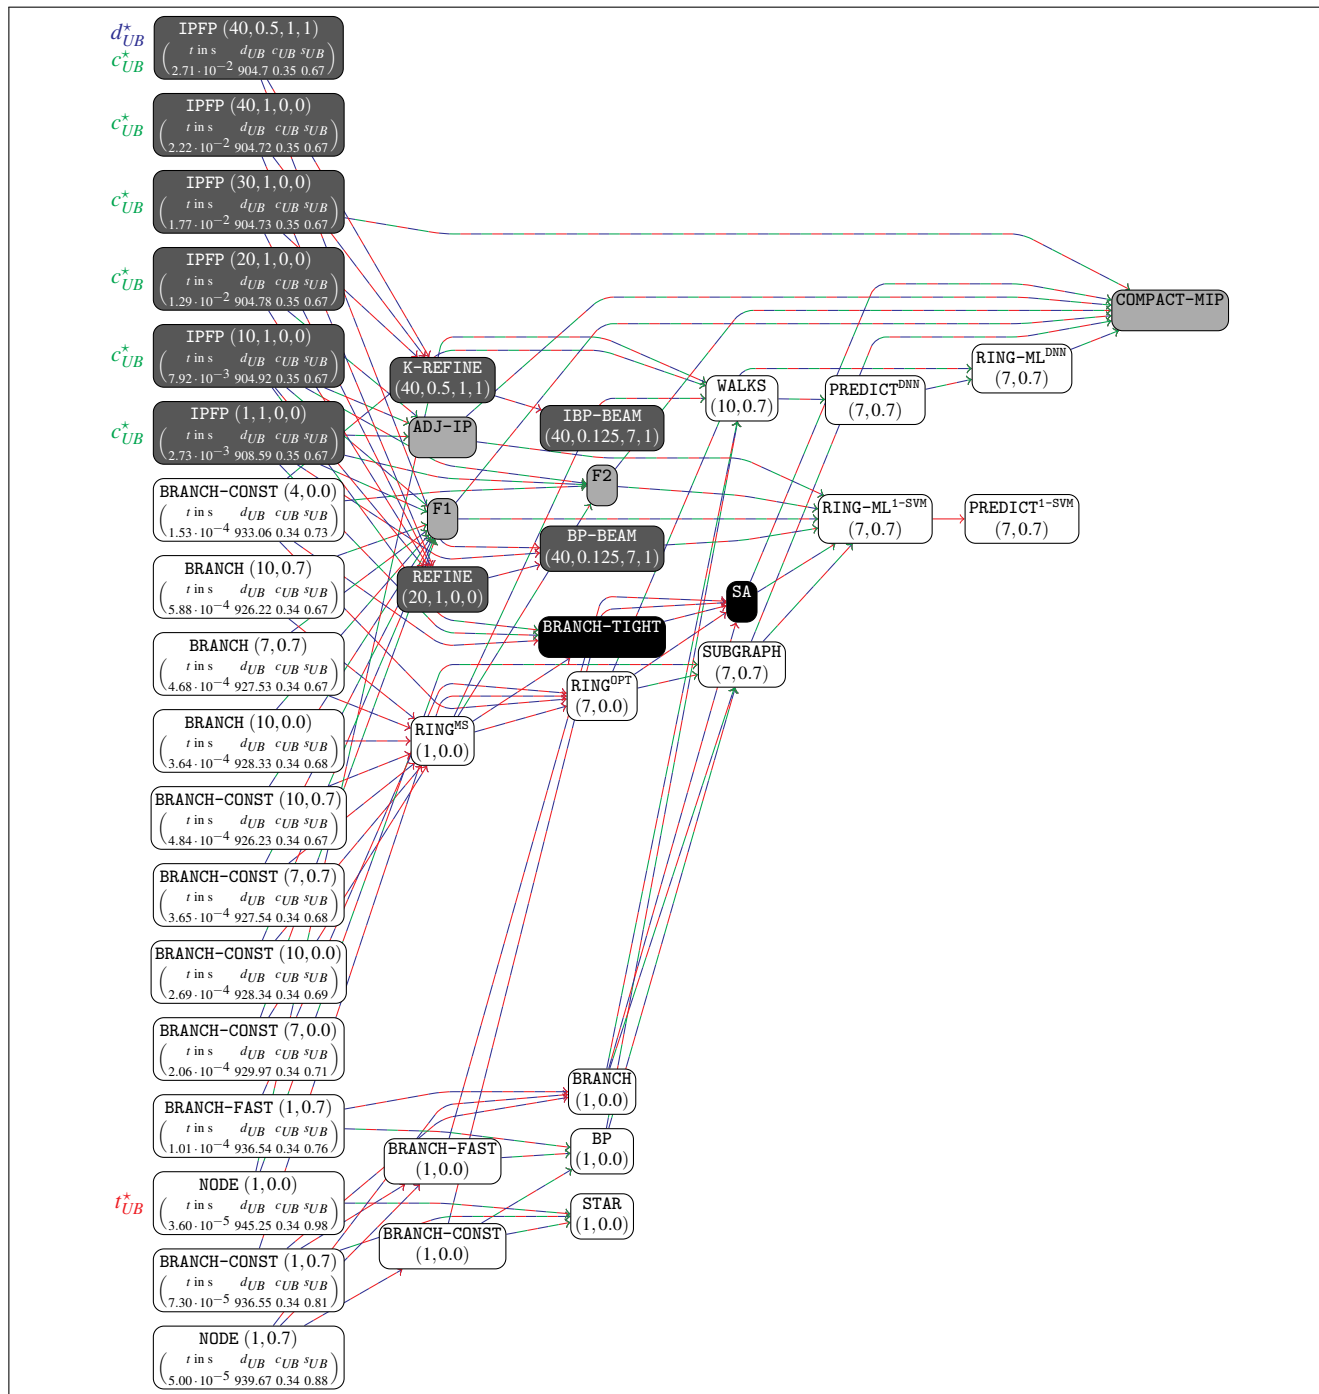 d⋆UB
c⋆UB
IPFP (40,0.5,1,1)
t in s dUB cUB sUB
2.71·10−2 904.7 0.35 0.67
c⋆UB
IPFP (40,1,0,0)
t in s dUB cUB sUB
2.22·10−2 904.72 0.35 0.67
c⋆UB
IPFP (30,1,0,0)
t in s dUB cUB sUB
1.77·10−2 904.73 0.35 0.67
c⋆UB
IPFP (20,1,0,0)
t in s dUB cUB sUB
1.29·10−2 904.78 0.35 0.67
c⋆UB
IPFP (10,1,0,0)
t in s dUB cUB sUB
7.92·10−3 904.92 0.35 0.67
c⋆UB
IPFP (1,1,0,0)
t in s dUB cUB sUB
2.73·10−3 908.59 0.35 0.67
BRANCH-CONST (4,0.0)
t in s dUB cUB sUB
1.53·10−4 933.06 0.34 0.73
BRANCH (10,0.7)
t in s dUB cUB sUB
5.88·10−4 926.22 0.34 0.67
BRANCH (7,0.7)
t in s dUB cUB sUB
4.68·10−4 927.53 0.34 0.67
BRANCH (10,0.0)
t in s dUB cUB sUB
3.64·10−4 928.33 0.34 0.68
BRANCH-CONST (10,0.7)
t in s dUB cUB sUB
4.84·10−4 926.23 0.34 0.67
BRANCH-CONST (7,0.7)
t in s dUB cUB sUB
3.65·10−4 927.54 0.34 0.68
BRANCH-CONST (10,0.0)
t in s dUB cUB sUB
2.69·10−4 928.34 0.34 0.69
BRANCH-CONST (7,0.0)
t in s dUB cUB sUB
2.06·10−4 929.97 0.34 0.71
BRANCH-FAST (1,0.7)
t in s dUB cUB sUB
1.01·10−4 936.54 0.34 0.76
t⋆UB
NODE (1,0.0)
t in s dUB cUB sUB
3.60·10−5 945.25 0.34 0.98
BRANCH-CONST (1,0.7)
t in s dUB cUB sUB
7.30·10−5 936.55 0.34 0.81
NODE (1,0.7)
t in s dUB cUB sUB
5.00·10−5 939.67 0.34 0.88
K-REFINE
(40,0.5,1,1)
ADJ-IP
F1
REFINE
(20,1,0,0)
RINGMS
(1,0.0)
BRANCH-FAST
(1,0.0)
BRANCH-CONST
(1,0.0)
IBP-BEAM
(40,0.125,7,1)
F2
BP-BEAM
(40,0.125,7,1)
BRANCH-TIGHT
RINGOPT
(7,0.0)
BRANCH
(1,0.0)
BP
(1,0.0)
STAR
(1,0.0)
WALKS
(10,0.7)
SA
SUBGRAPH
(7,0.7)
PREDICTDNN
(7,0.7)
RING-ML1-SVM
(7,0.7)
RING-MLDNN
(7,0.7)
PREDICT1-SVM
(7,0.7)
COMPACT-MIP